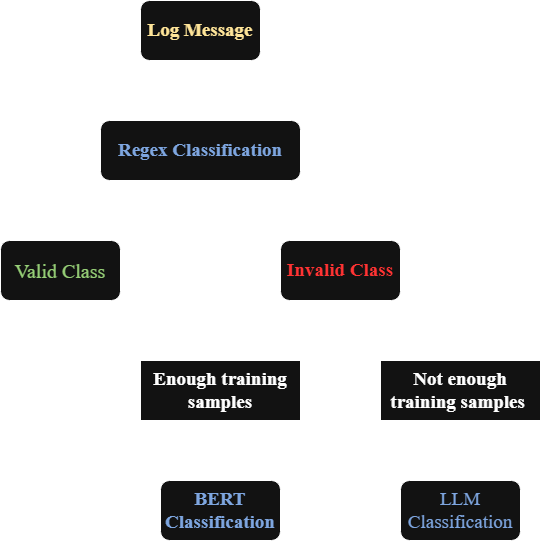 Log Message
Regex Classification
Valid Class
Invalid Class
Enough training
samples
Not enough
training samples
BERT
Classification
LLM
Classification